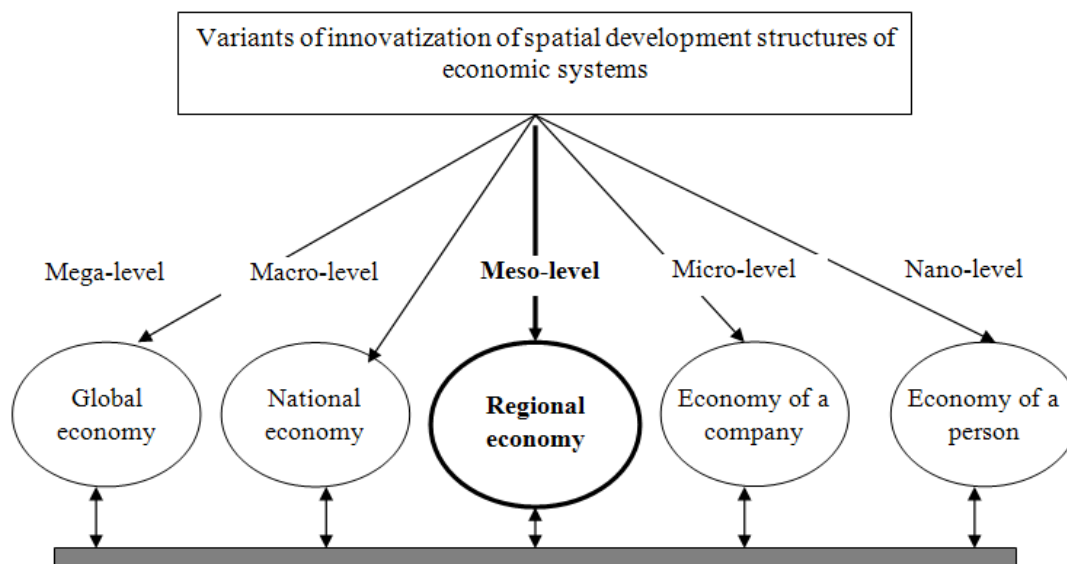 Variants of innovatization of spatial development structures of
economic systems
Mega-level
Macro-level
Meso-level
Micro-level
Nano-level
Global
economy
National
economy
Regional
economy
Economy of a
company
Economy of a
person